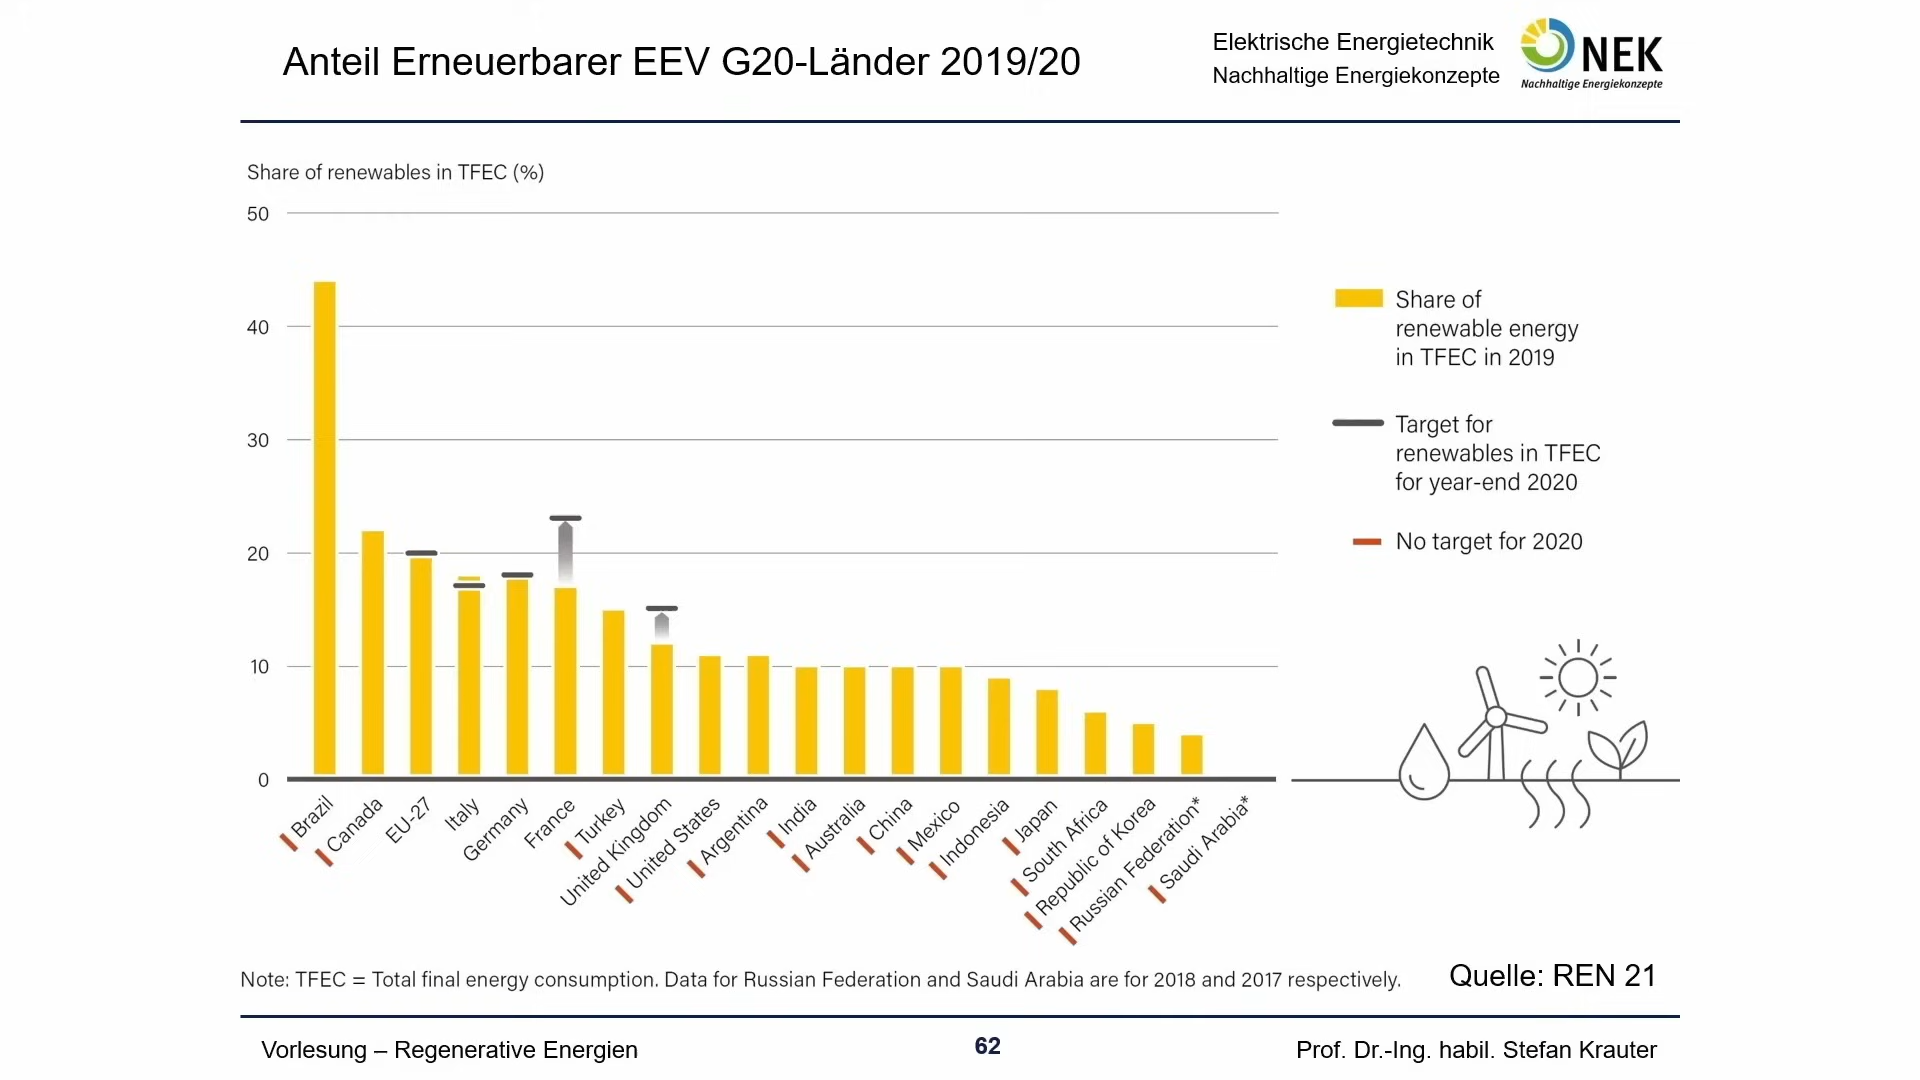 Anteil Erneuerbarer EEV G20-Länder 2019/20
Elektrische Energietechnik
Nachhaltige Energiekonzepte
NEK
Nachhaltige Energiekonzepte
Share of renewables in TFEC (%)
50
40
30
20
10
0
Brazil
Canada
EU-27
Italy
Germany
France
Turkey
United Kingdom
United States
Argentina
India
Australia
China
Mexico
Indonesia
Japan
South Africa
Republic of Korea
Russian Federation*
Saudi Arabia*
Share of
renewable energy
in TFEC in 2019
Target for
renewables in TFEC
for year-end 2020
No target for 2020
Note: TFEC = Total final energy consumption. Data for Russian Federation and Saudi Arabia are for 2018 and 2017 respectively.
Quelle: REN 21
Vorlesung – Regenerative Energien
62
Prof. Dr.-Ing. habil. Stefan Krauter